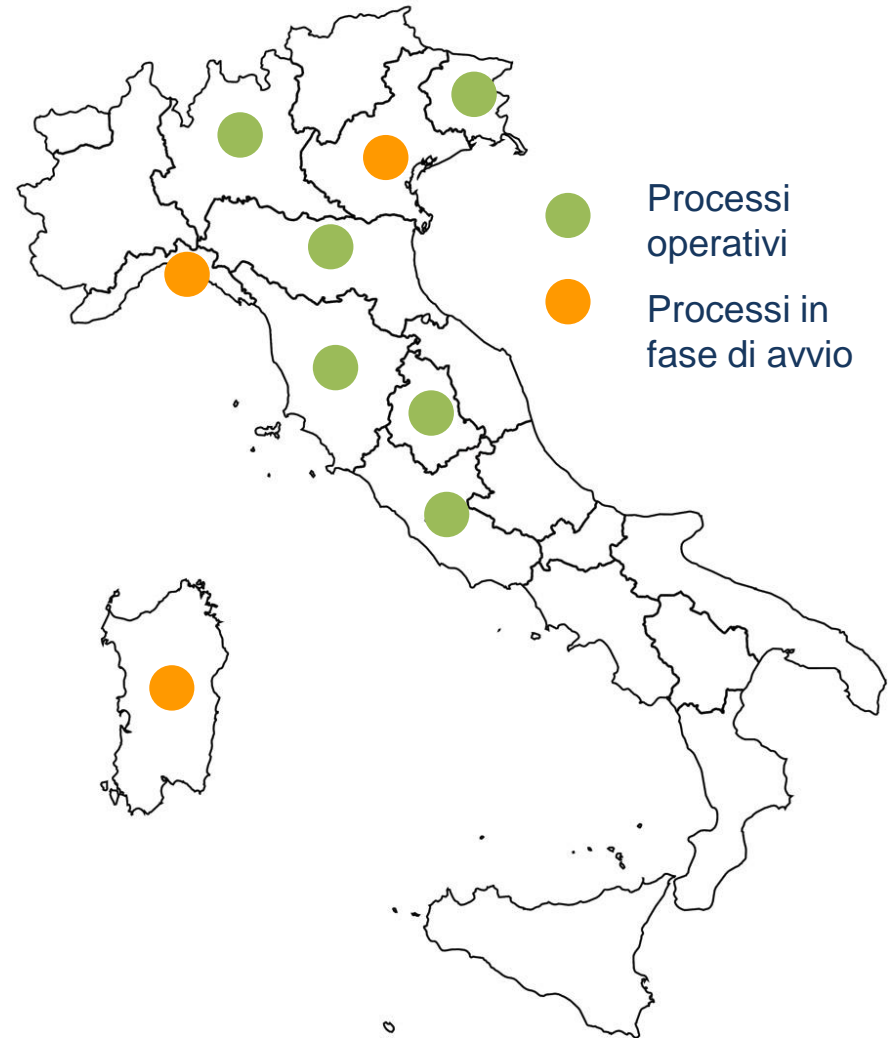 Processi
operativi
Processi in
fase di avvio